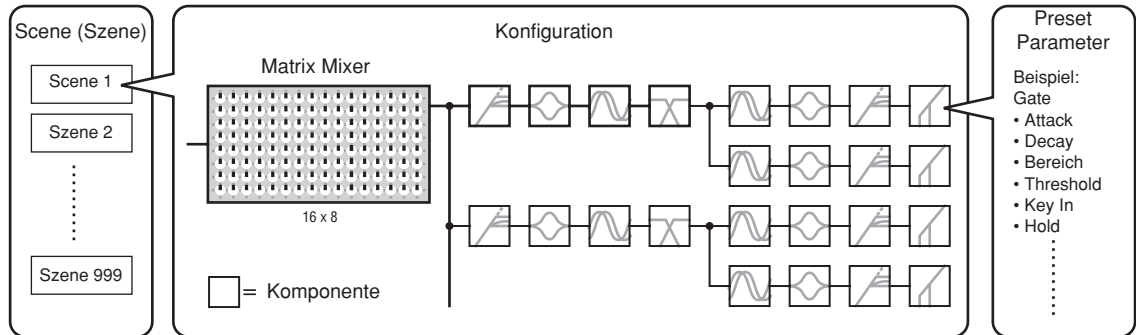 Scene (Szene)
Scene 1
Szene 2
Szene 999
Konfiguration
Matrix Mixer
16 x 8
= Komponente
Preset
Parameter
Beispiel:
Gate
• Attack
• Decay
• Bereich
• Threshold
• Key In
• Hold